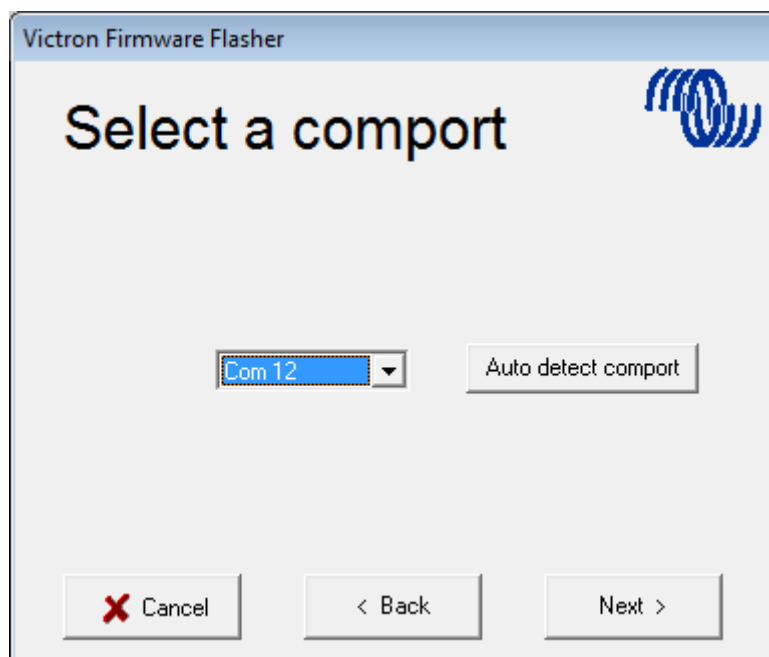 Victron Firmware Flasher
Select a comport
Com 12
Auto detect comport
Cancel
< Back
Next >